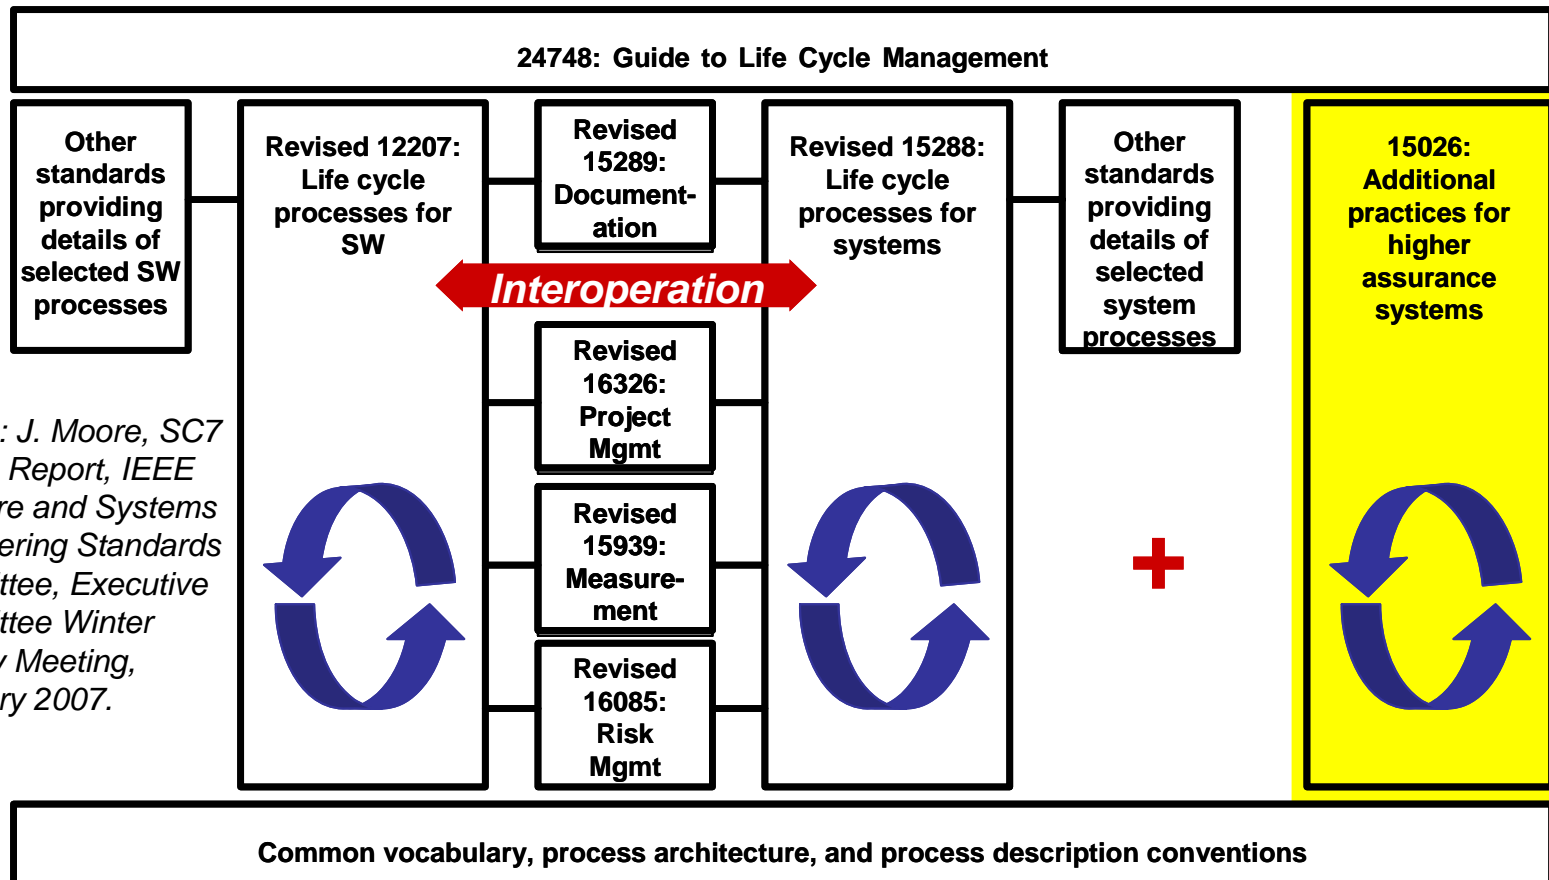 24748: Guide to Life Cycle Management
Other
standards
providing
details of
selected SW
processes
Revised 12207:
Life cycle
processes for
SW
Revised
15289:
Document-
ation
Revised 15288:
Life cycle
processes for
systems
Other
standards
providing
details of
selected
system
processes
15026:
Additional
practices for
higher
assurance
systems
Interoperation
Revised
16326:
Project
Mgmt
Revised
15939:
Measure-
ment
Revised
16085:
Risk
Mgmt
: J. Moore, SC7
Report, IEEE
re and Systems
ering Standards
ttee, Executive
ttee Winter
Meeting,
ry 2007.
+
Common vocabulary, process architecture, and process description conventions